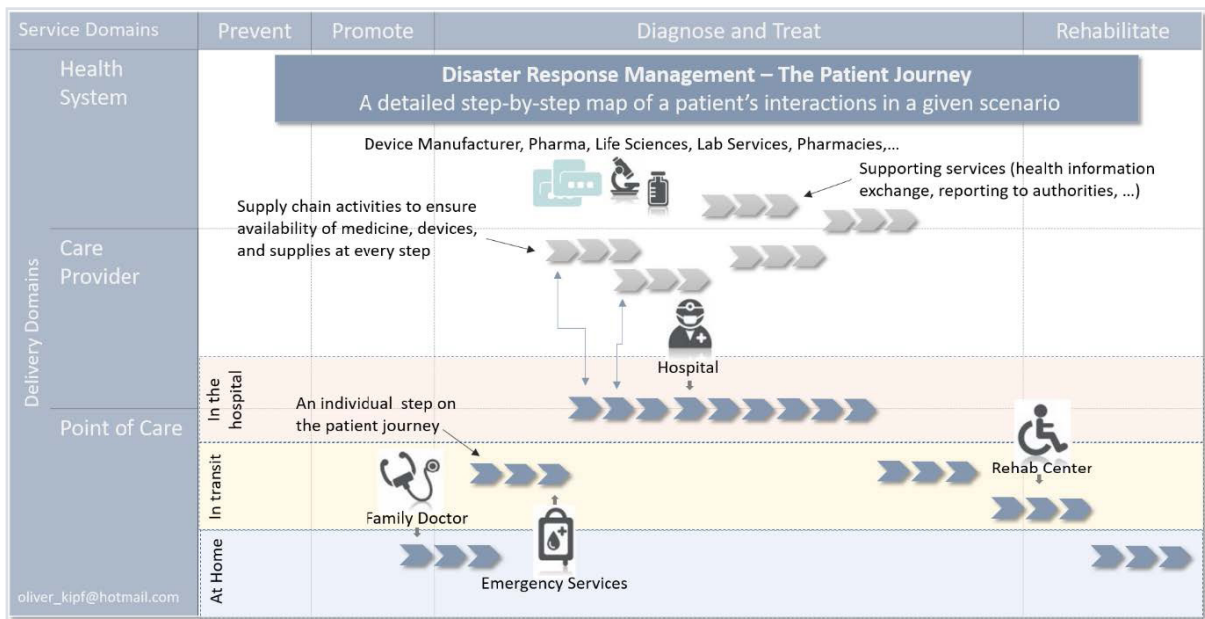 Service Domains
Prevent
Promote
Diagnose and Treat
Rehabilitate
Health
System
Disaster Response Management – The Patient Journey
A detailed step-by-step map of a patient's interactions in a given scenario
Device Manufacturer, Pharma, Life Sciences, Lab Services, Pharmacies,...
Supporting services (health information
exchange, reporting to authorities, ...)
Supply chain activities to ensure
availability of medicine, devices,
and supplies at every step
Delivery Domains
Care
Provider
Hospital
In the
hospital
An individual step on
the patient journey
Point of Care
In transit
Family Doctor
Rehab Center
At Home
Emergency Services
oliver_kipf@hotmail.com